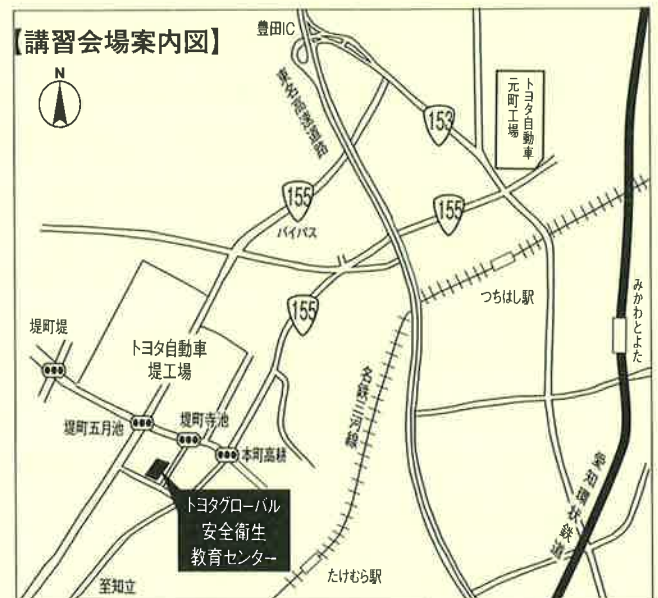 【講習会場案内図】
豊田IC
N
東名高速道路
153
トヨタ自動車
元町工場
155
バイパス
155
155
つちはし駅
みかわとよた
堤町堤
トヨタ自動車
堤工場
名鉄三河線
堤町五月池
堤町寺池
本町高耕
トヨタグローバル
安全衛生
教育センター
愛知環状鉄道
たけむら駅
至知立